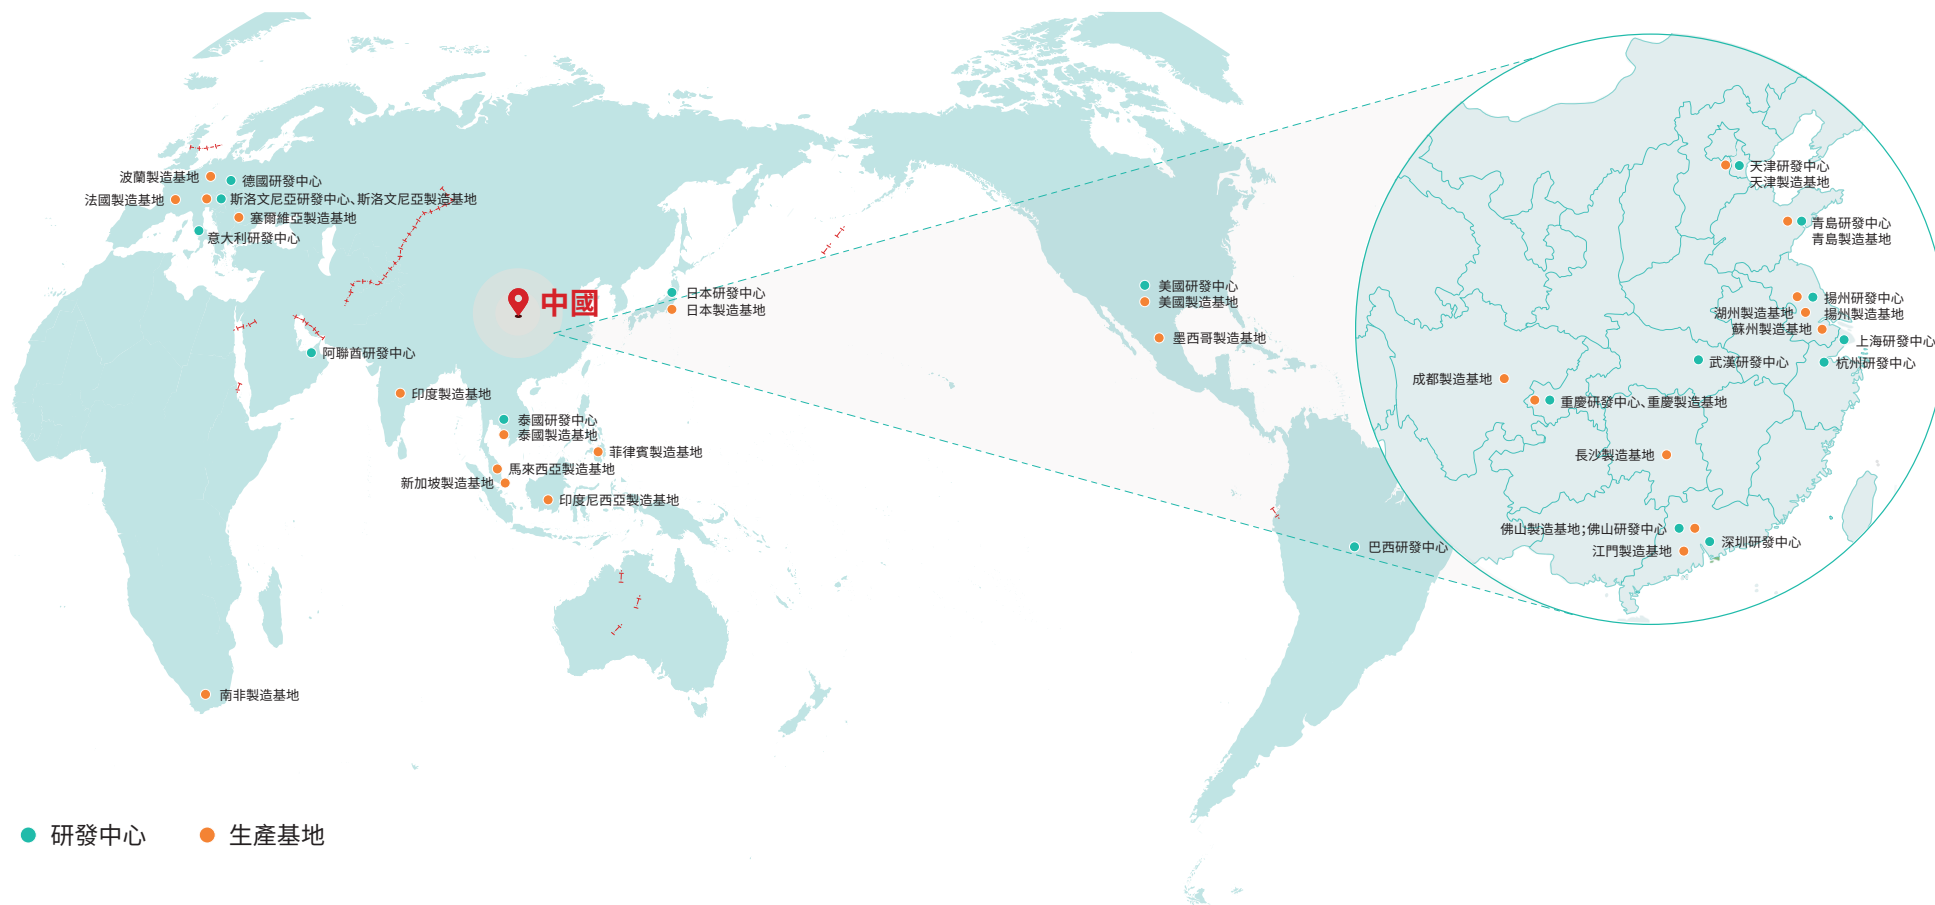 波蘭製造基地
德國研發中心
法國製造基地
斯洛文尼亞研發中心、斯洛文尼亞製造基地
塞爾維亞製造基地
意大利研發中心
中國
日本研發中心
日本製造基地
阿聯酋研發中心
印度製造基地
泰國研發中心
泰國製造基地
菲律賓製造基地
馬來西亞製造基地
新加坡製造基地
印度尼西亞製造基地
南非製造基地
美國研發中心
美國製造基地
墨西哥製造基地
巴西研發中心
天津研發中心
天津製造基地
青島研發中心
青島製造基地
揚州研發中心
湖州製造基地
揚州製造基地
蘇州製造基地
上海研發中心
武漢研發中心
杭州研發中心
成都製造基地
重慶研發中心、重慶製造基地
長沙製造基地
佛山製造基地;佛山研發中心
深圳研發中心
江門製造基地
研發中心
生產基地